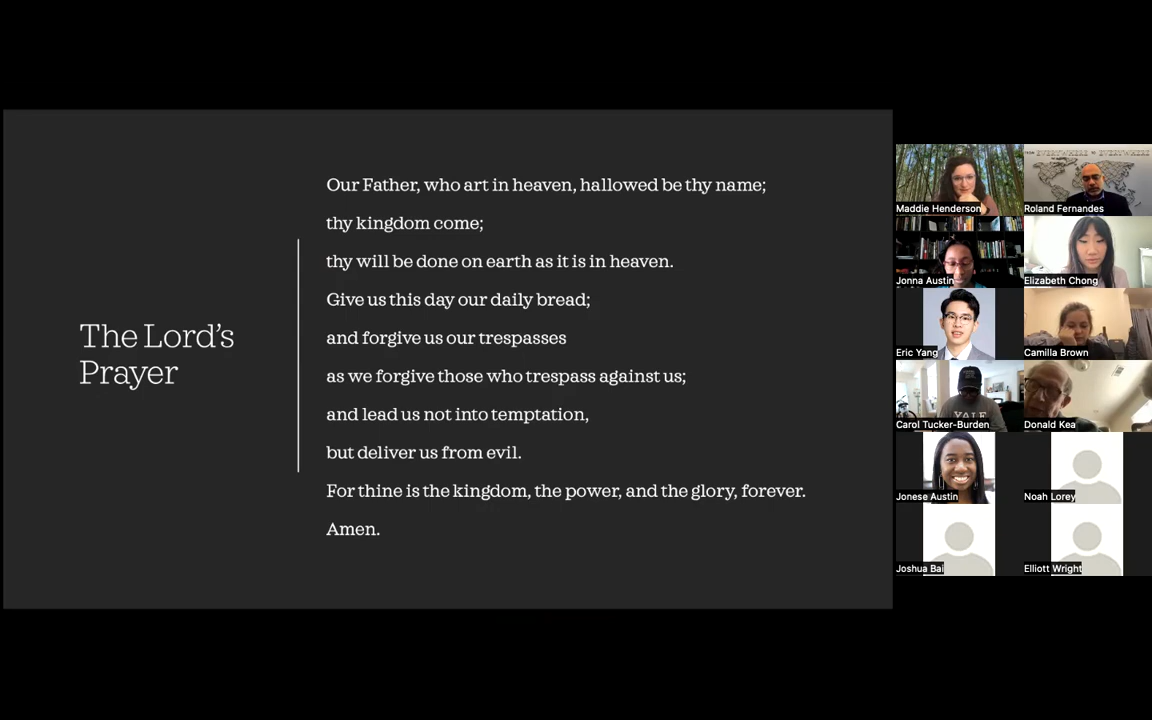 The Lord's
Prayer
Our Father, who art in heaven, hallowed be thy name;
thy kingdom come;
thy will be done on earth as it is in heaven.
Give us this day our daily bread;
and forgive us our trespasses
as we forgive those who trespass against us;
and lead us not into temptation,
but deliver us from evil.
For thine is the kingdom, the power, and the glory, forever.
Amen.
Maddie Henderson
EVERYWHERE TO EVERYWHERE
Roland Fernandes
Jonna Austin
Elizabeth Chong
Eric Yang
Camilla Brown
YALE
Carol Tucker-Burden
Donald Kea
Jonese Austin
Noah Lorey
Joshua Bai
Elliott Wright